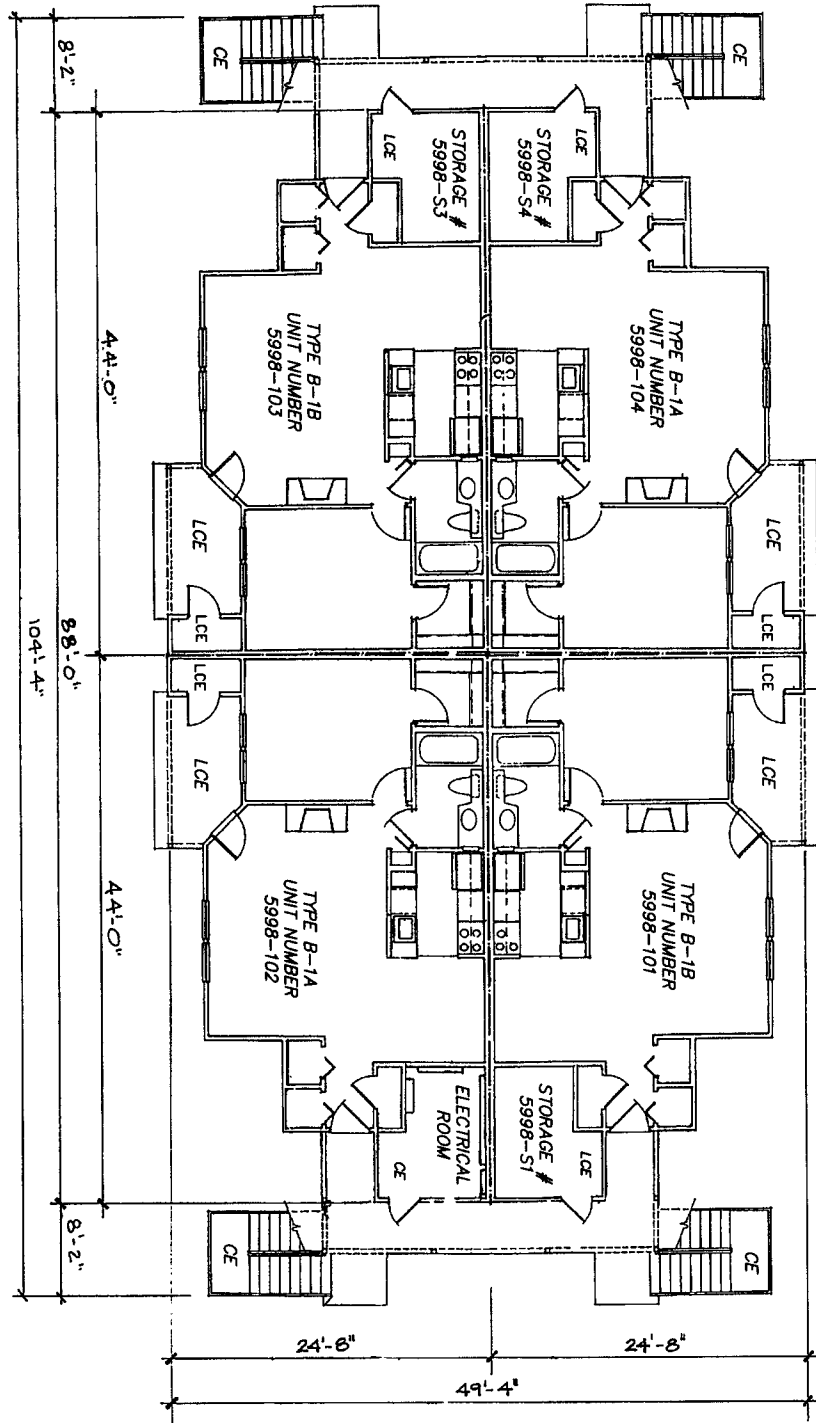 CE
CE
8'-2"
LCE
STORAGE #
5998-S3
STORAGE #
5998-S4
LCE
44'-0"
TYPE B-1B
UNIT NUMBER
5998-103
TYPE B-1A
UNIT NUMBER
5998-104
LCE
LCE
LCE
LCE
104'-4"
88'-0"
LCE
LCE
LCE
LCE
44'-0"
TYPE B-1A
UNIT NUMBER
5998-102
TYPE B-1B
UNIT NUMBER
5998-101
ELECTRICAL
ROOM
CE
STORAGE #
5998-S1
LCE
8'-2"
CE
CE
24'-8"
24'-8"
49'-4"